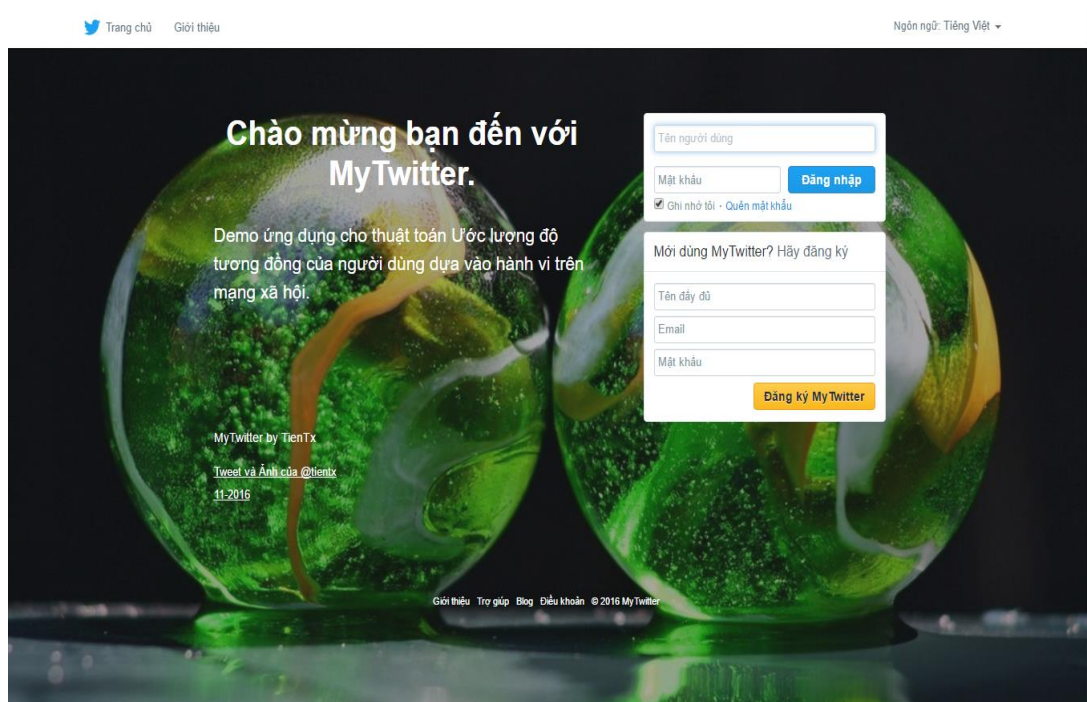 Trang chủ Giới thiệu Ngôn ngữ: Tiếng Việt
Chào mừng bạn đến với
MyTwitter.
Demo ứng dụng cho thuật toán Ước lượng độ
tương đồng của người dùng dựa vào hành vi trên
mạng xã hội.
MyTwitter by TienTx
Tweet và Ảnh của @tientx
11-2016
Tên người dùng
Mật khẩu Đăng nhập
Ghi nhớ tôi · Quên mật khẩu
Mới dùng MyTwitter? Hãy đăng ký
Tên đầy đủ
Email
Mật khẩu
Đăng ký MyTwitter
Giới thiệu Trợ giúp Blog Điều khoản © 2016 MyTwitter